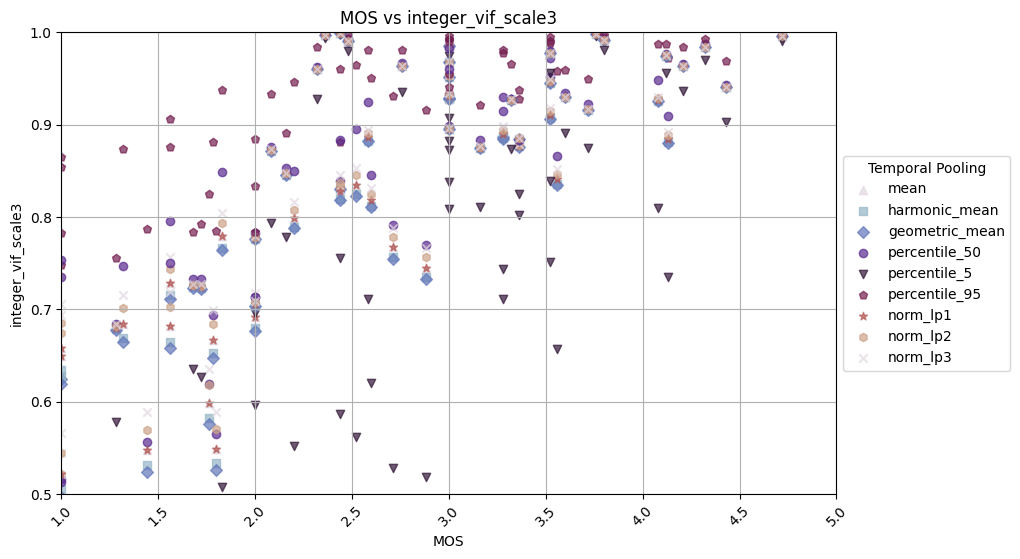 MOS vs integer_vif_scale3
integer_vif_scale3
1.0
0.9
0.8
0.7
0.6
0.5
1.0
1.5
2.0
2.5
3.0
3.5
4.0
4.5
5.0
MOS
Temporal Pooling
mean
harmonic_mean
geometric_mean
percentile_50
percentile_5
percentile_95
norm_lp1
norm_lp2
norm_lp3